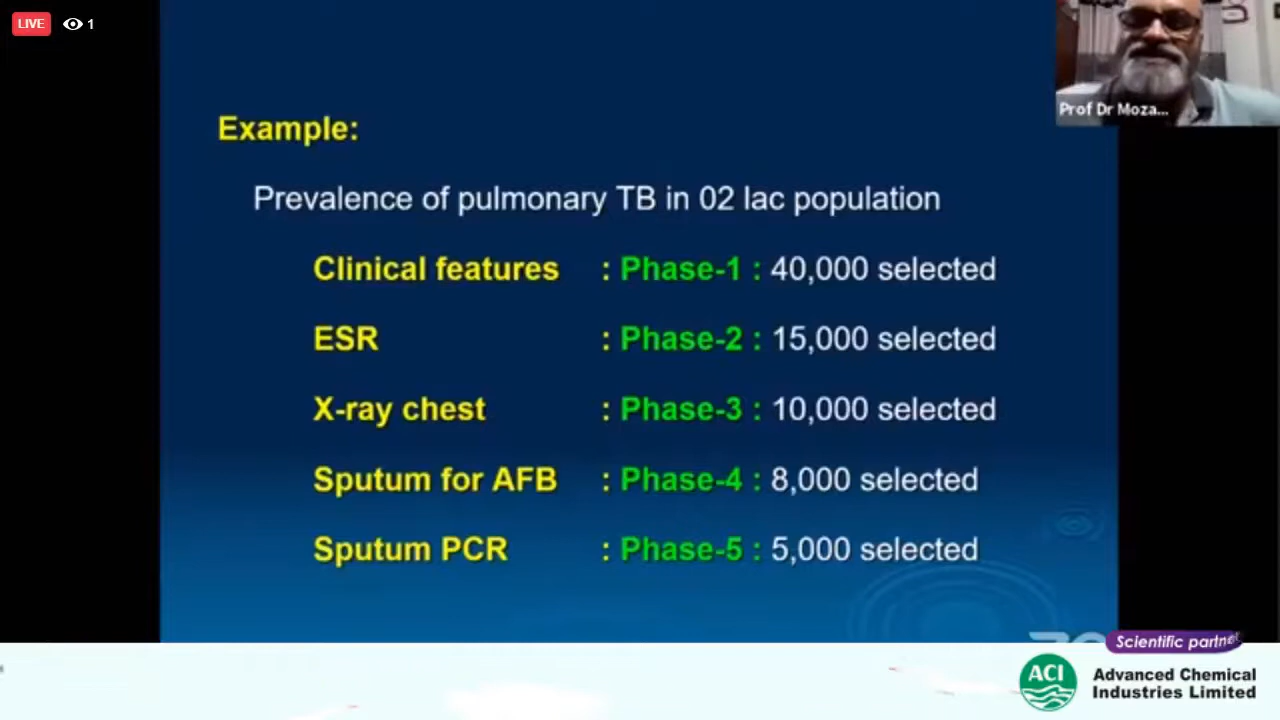 LIVE 1
Prof Dr Moza...
Example:
Prevalence of pulmonary TB in 02 lac population
Clinical features : Phase-1 : 40,000 selected
ESR : Phase-2 : 15,000 selected
X-ray chest : Phase-3 : 10,000 selected
Sputum for AFB : Phase-4 : 8,000 selected
Sputum PCR : Phase-5 : 5,000 selected
Scientific partner
ACI
Advanced Chemical
Industries Limited